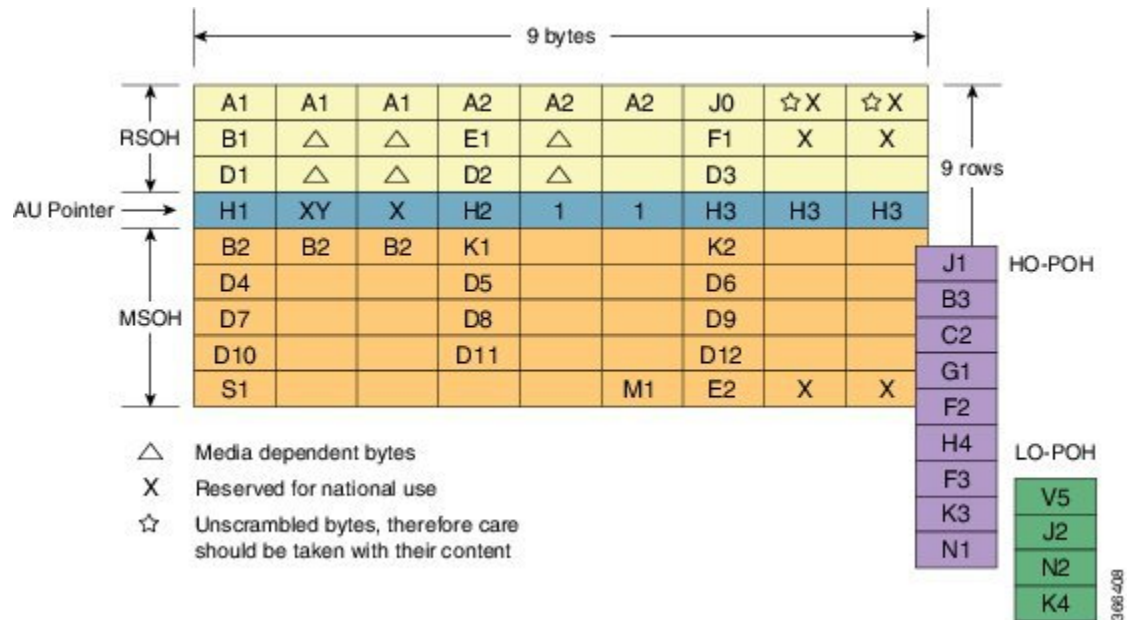 9 bytes
A1 A1 A1 A2 A2 A2 J0 ☆X ☆X
RSOH B1 △ △ E1 △ F1 X X
9 rows
D1 △ △ D2 △ D3
AU Pointer H1 XY X H2 1 1 H3 H3 H3
B2 B2 B2 K1 K2
J1 HO-POH
D4 D5 D6
B3
MSOH D7 D8 D9
C2
D10 D11 D12
G1
S1 M1 E2 X X
F2
△ Media dependent bytes
H4 LO-POH
X Reserved for national use
F3
V5
☆ Unscrambled bytes, therefore care
K3
J2
should be taken with their content
N1
N2
K4
366408